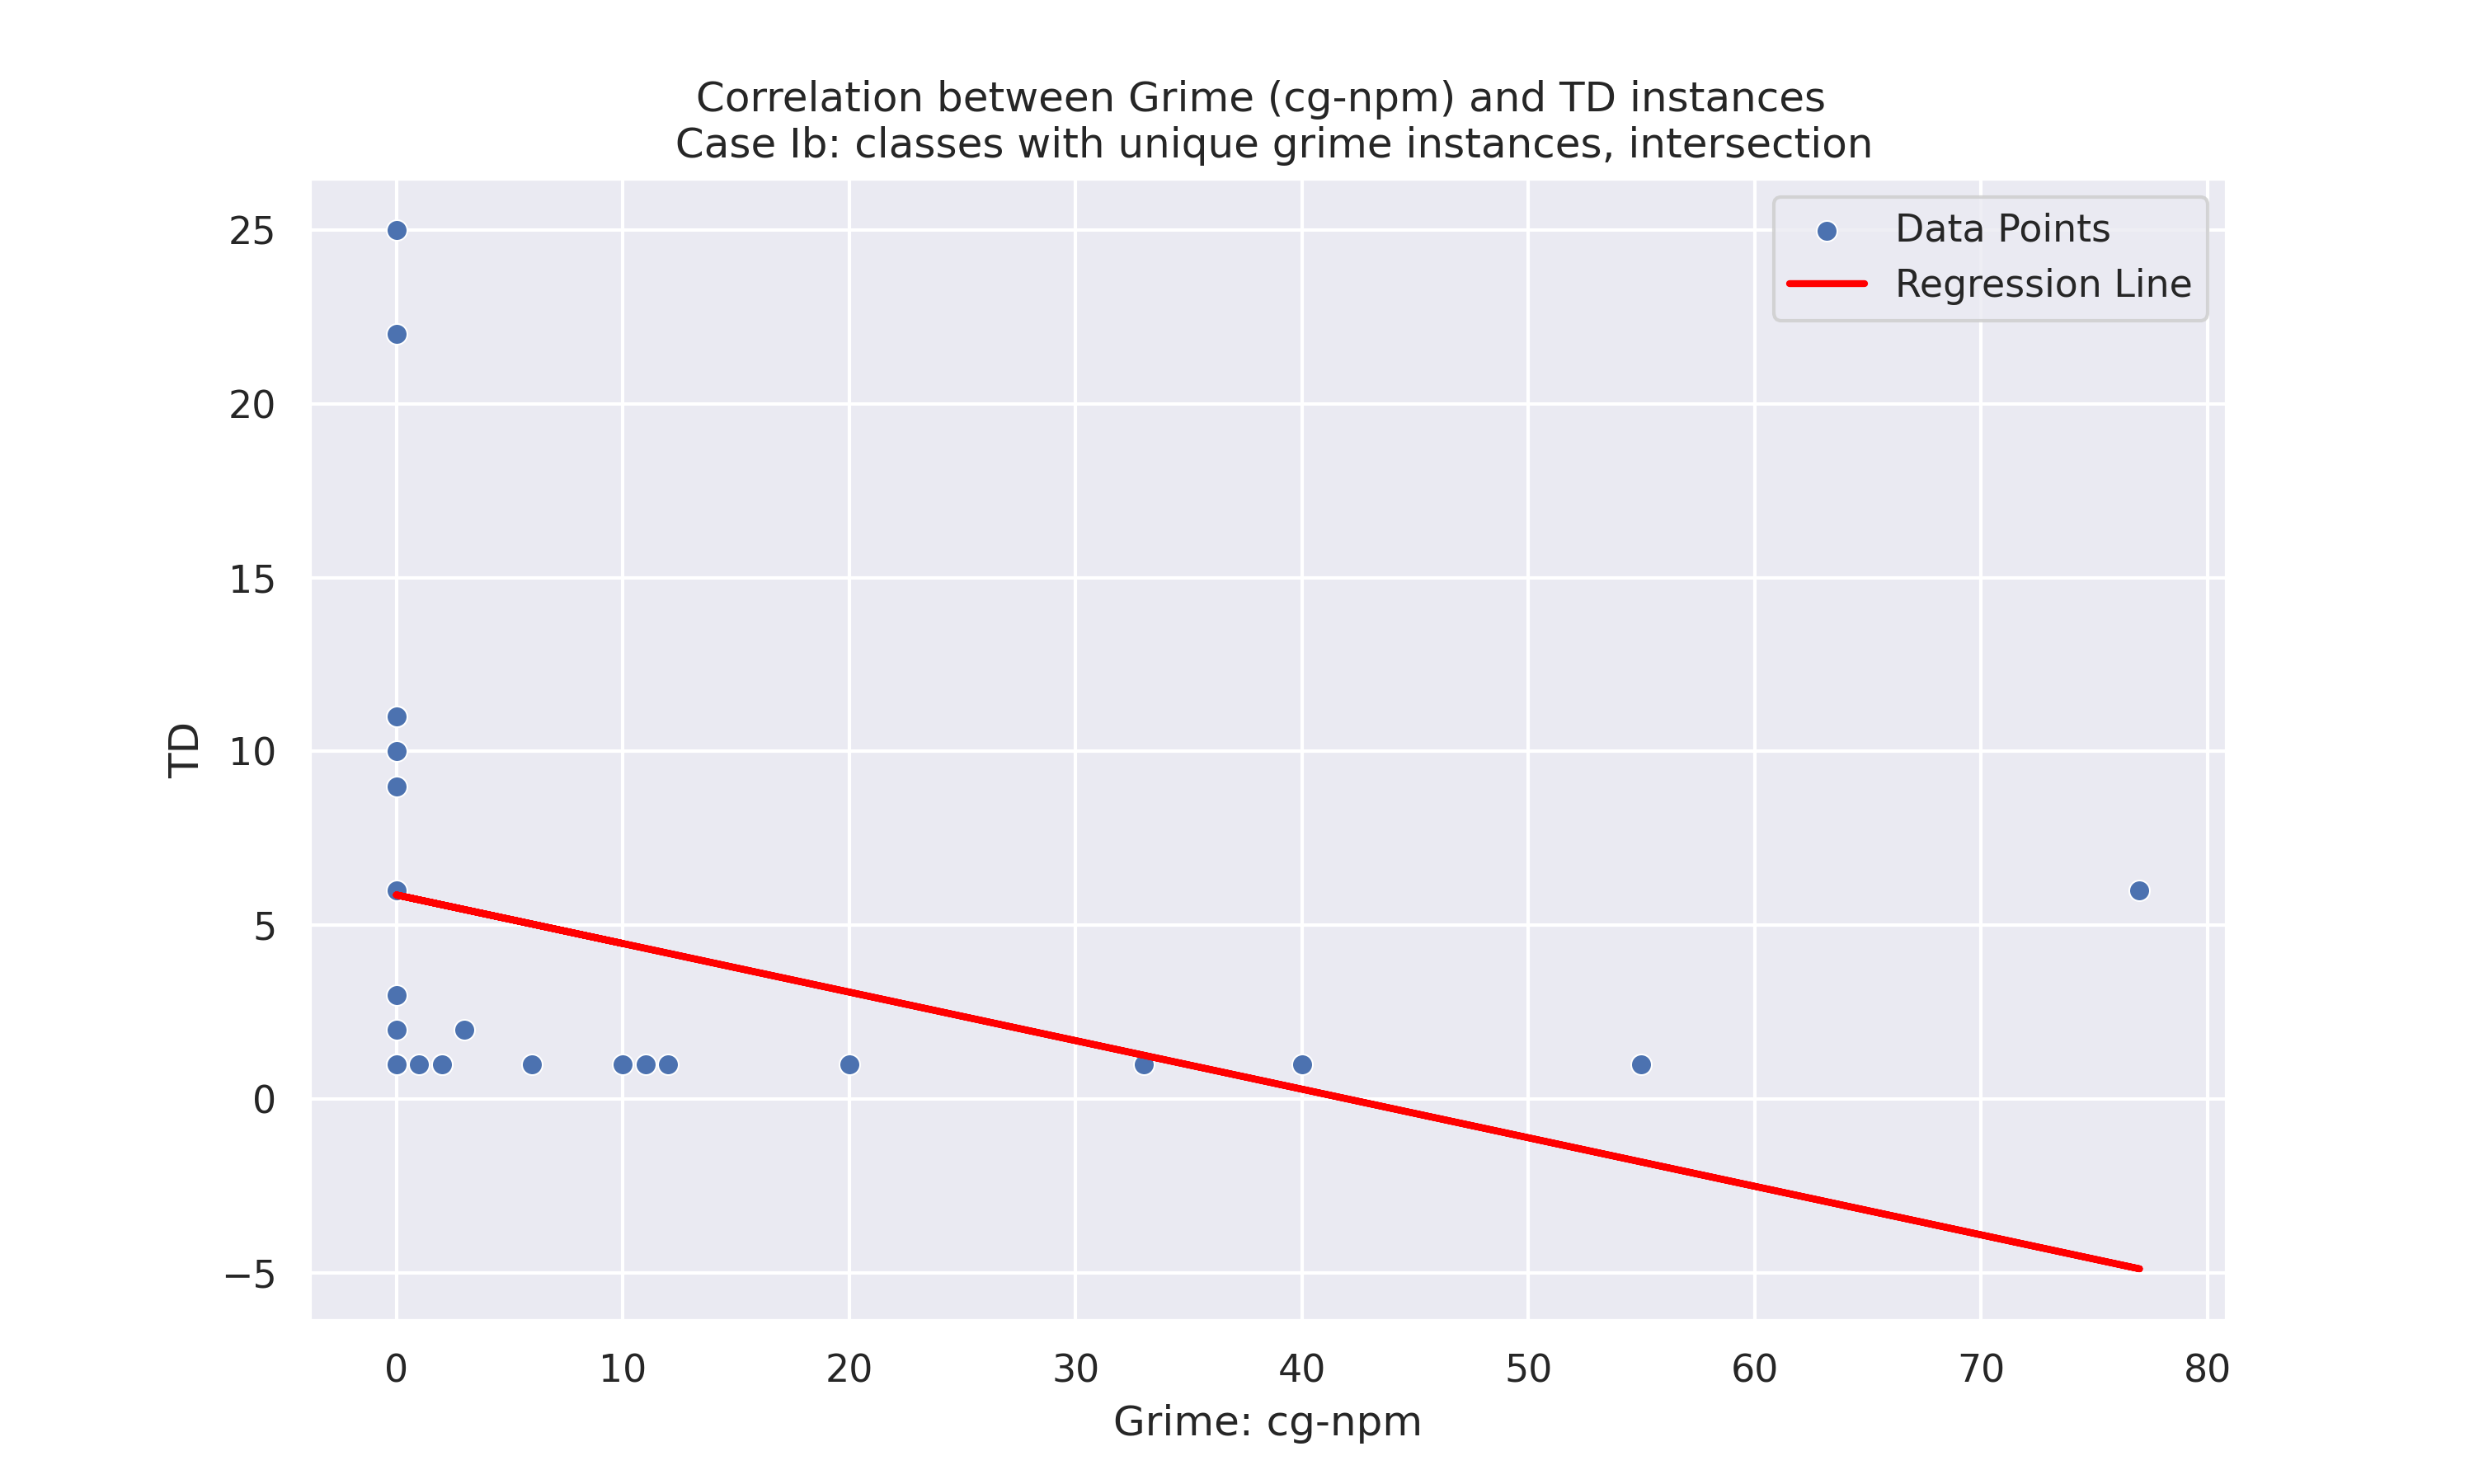 Correlation between Grime (cg-npm) and TD instances
Case Ib: classes with unique grime instances, intersection
Data Points
Regression Line
25
20
15
10
5
0
−5
TD
0 10 20 30 40 50 60 70 80
Grime: cg-npm